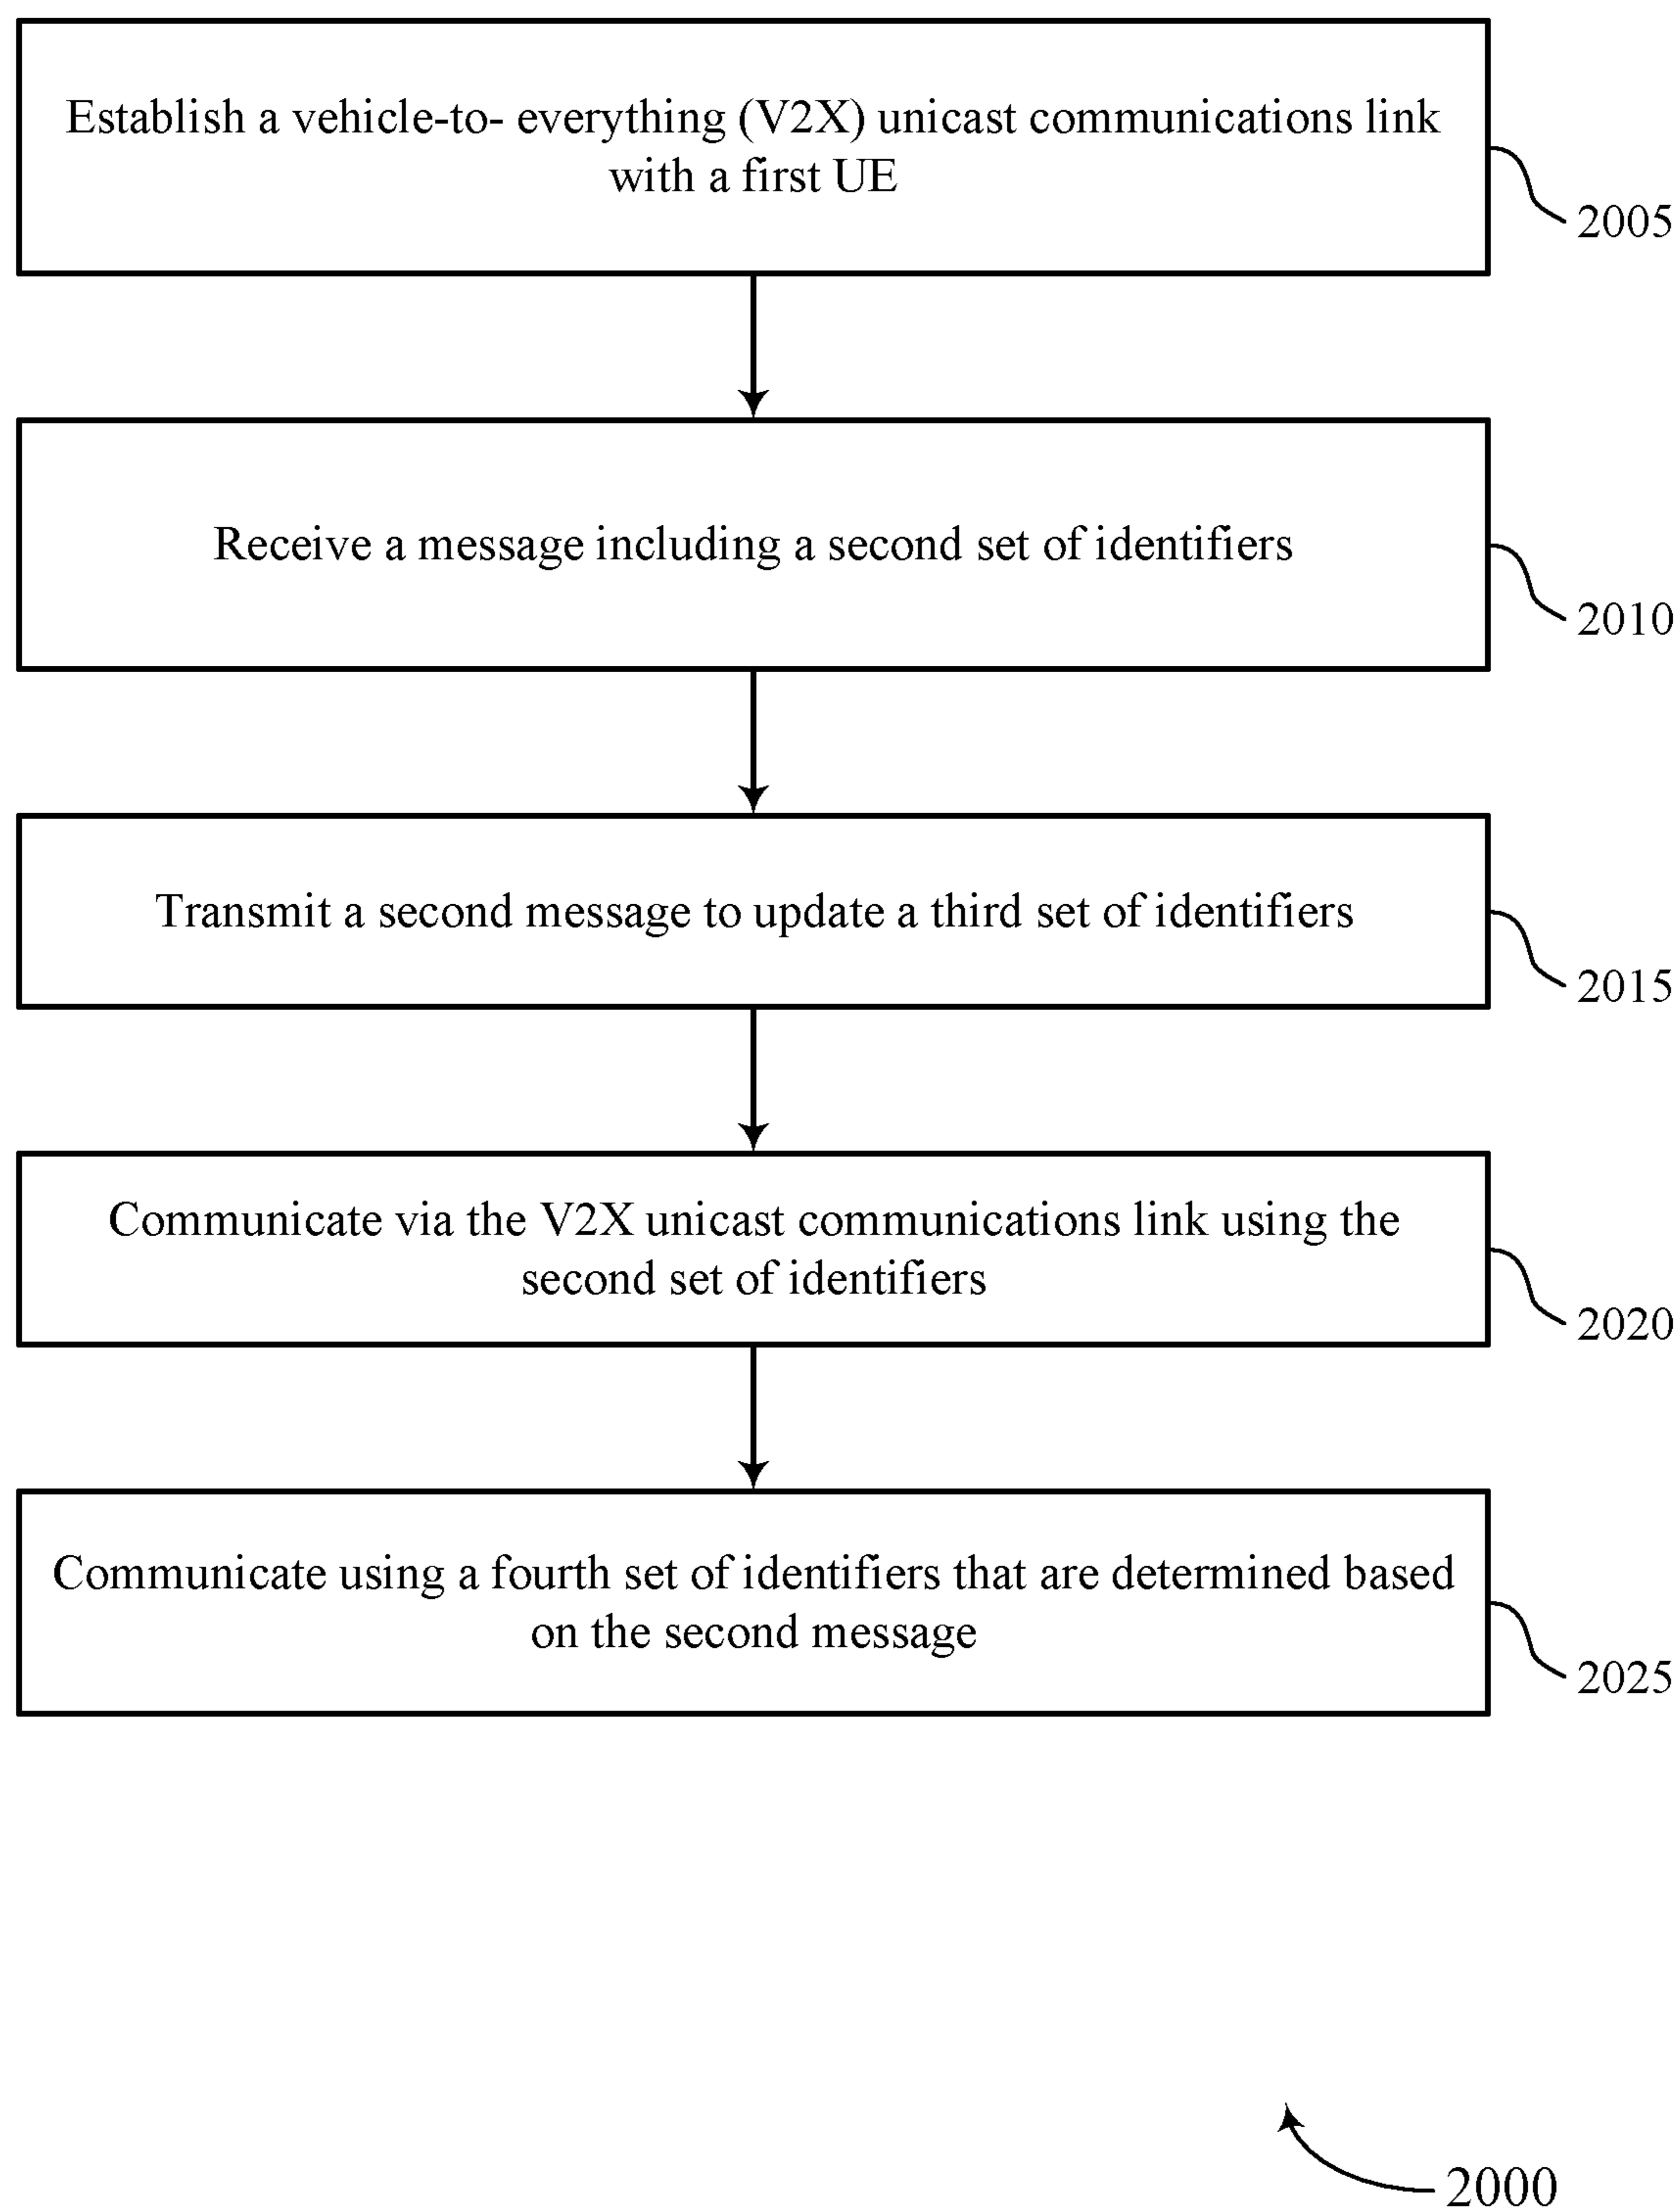 Establish a vehicle-to- everything (V2X) unicast communications link
with a first UE
2005
Receive a message including a second set of identifiers
2010
Transmit a second message to update a third set of identifiers
2015
Communicate via the V2X unicast communications link using the
second set of identifiers
2020
Communicate using a fourth set of identifiers that are determined based
on the second message
2025
2000